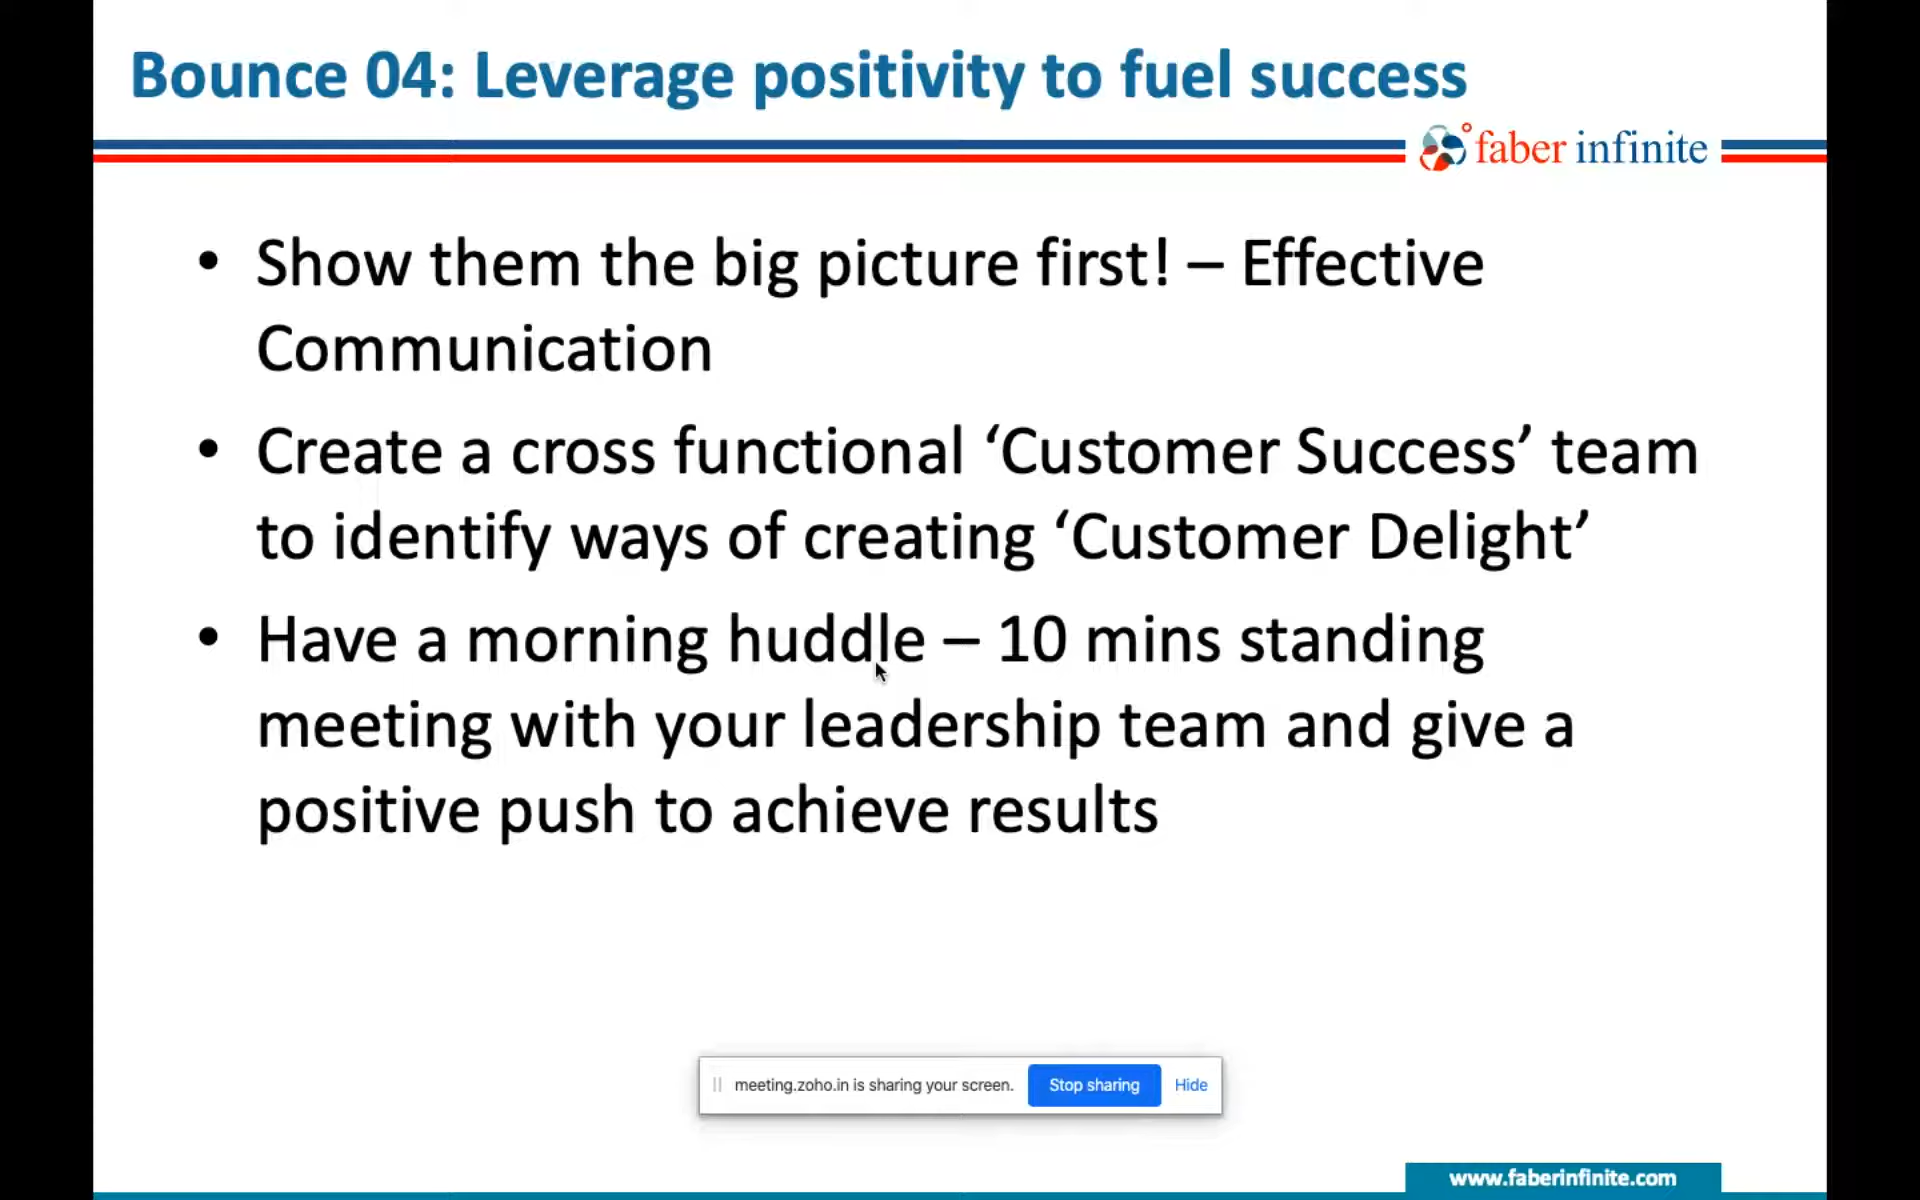 Bounce 04: Leverage positivity to fuel success
faber infinite
• Show them the big picture first! – Effective
Communication
• Create a cross functional ‘Customer Success’ team
to identify ways of creating ‘Customer Delight’
• Have a morning huddle – 10 mins standing
meeting with your leadership team and give a
positive push to achieve results
meeting.zoho.in is sharing your screen. Stop sharing Hide
www.faberinfinite.com